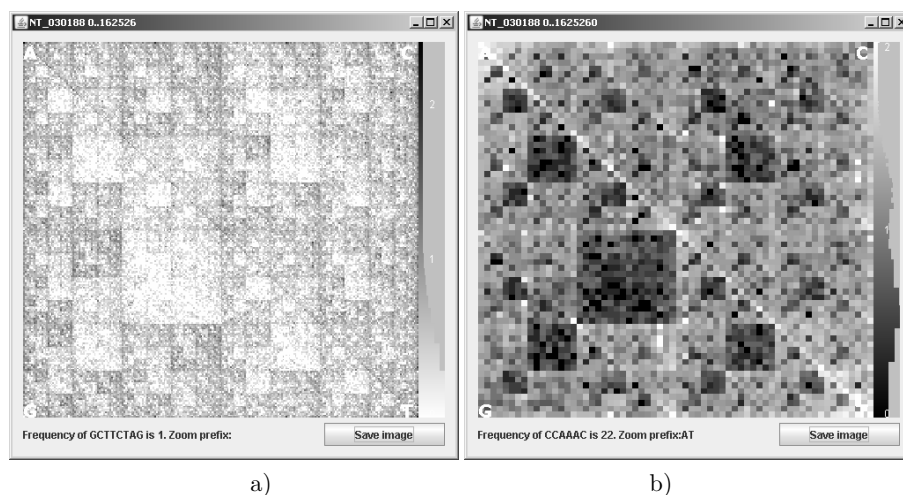 NT_030188 0..162526
A
C
2
1
G
T
Frequency of GCTTCTAG is 1. Zoom prefix:
Save image
a)
NT_030188 0..1625260
A
C
2
1
0
G
Frequency of CCAAAC is 22. Zoom prefix:AT
Save image
b)